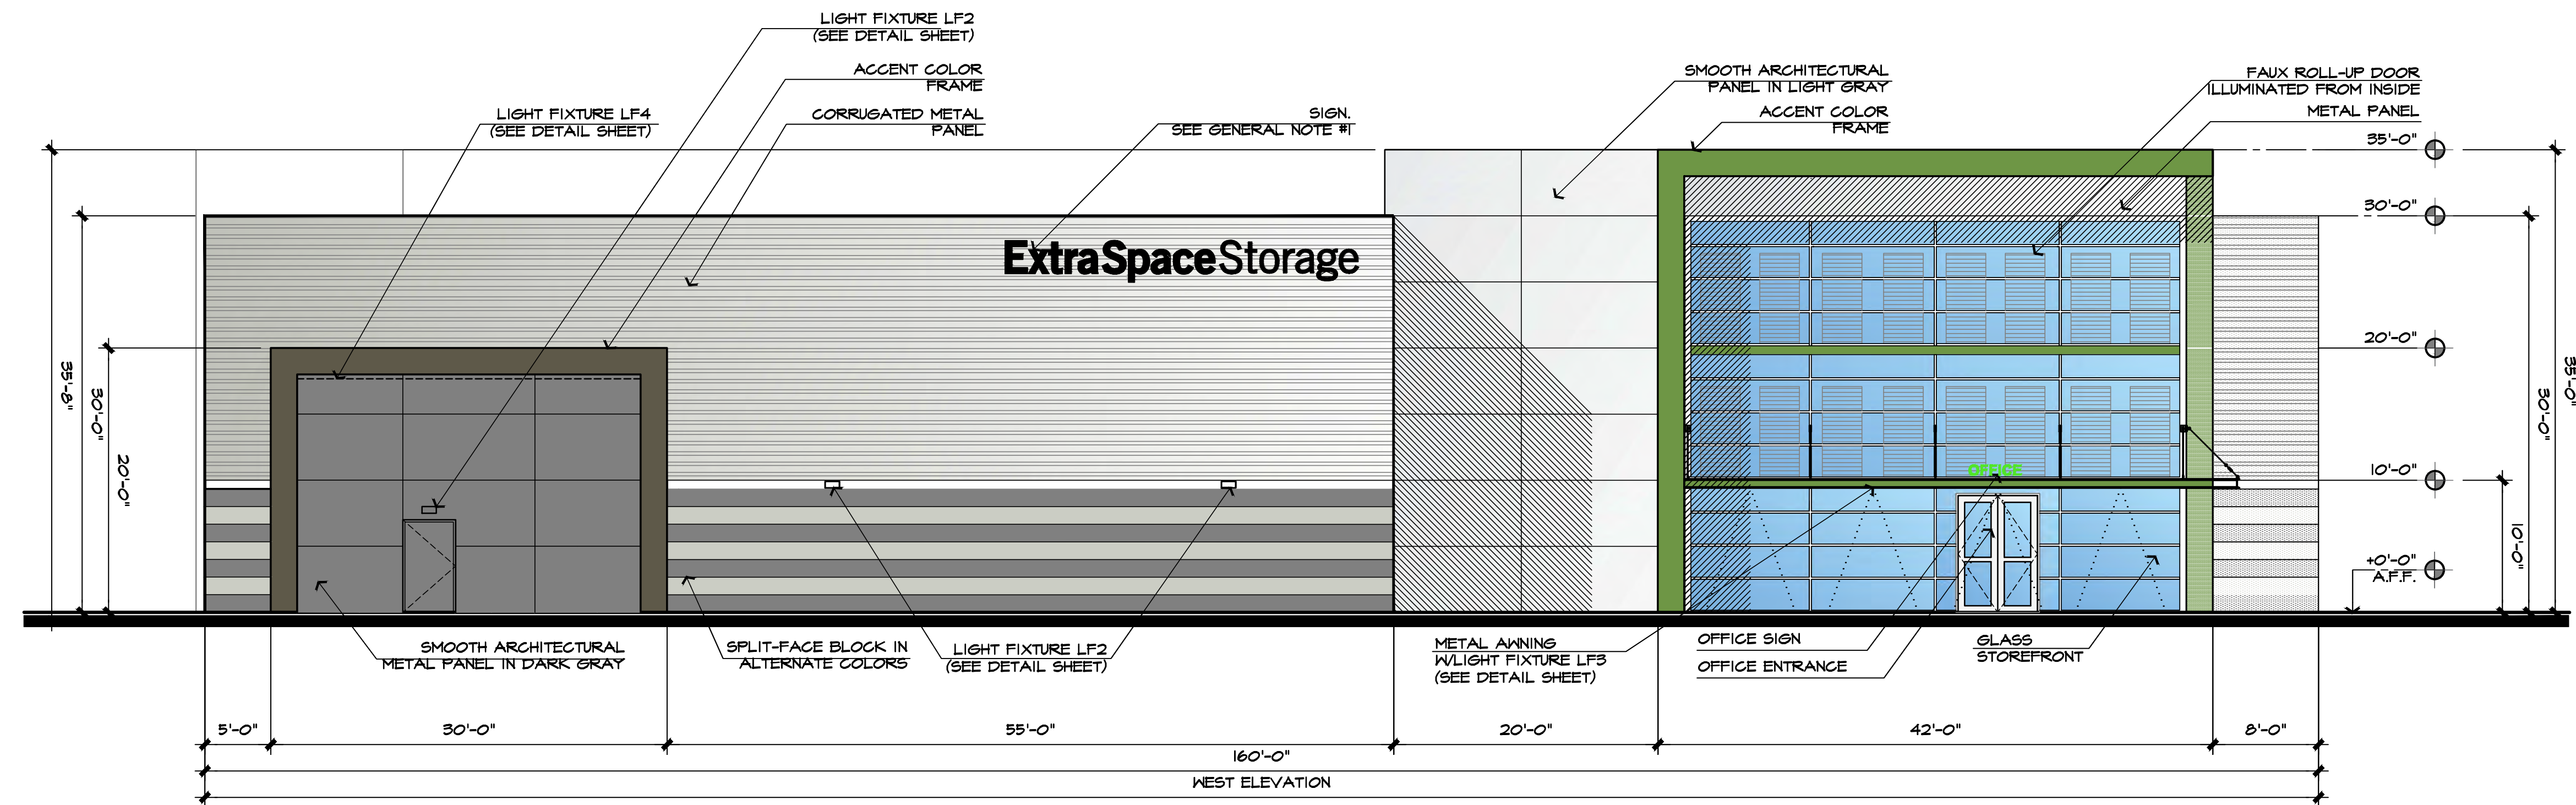 LIGHT FIXTURE LF2
(SEE DETAIL SHEET)
ACCENT COLOR
FRAME
LIGHT FIXTURE LF4
(SEE DETAIL SHEET)
CORRUGATED METAL
PANEL
SIGN.
SEE GENERAL NOTE #1
SMOOTH ARCHITECTURAL
PANEL IN LIGHT GRAY
ACCENT COLOR
FRAME
FAUX ROLL-UP DOOR
ILLUMINATED FROM INSIDE
METAL PANEL
35'-0"
30'-0"
20'-0"
10'-0"
+0'-0"
A.F.F.
35'-8"
30'-0"
20'-0"
ExtraSpaceStorage
OFFICE
35'-0"
30'-0"
10'-0"
SMOOTH ARCHITECTURAL
METAL PANEL IN DARK GRAY
SPLIT-FACE BLOCK IN
ALTERNATE COLORS
LIGHT FIXTURE LF2
(SEE DETAIL SHEET)
METAL AWNING
W/LIGHT FIXTURE LF3
(SEE DETAIL SHEET)
OFFICE SIGN
OFFICE ENTRANCE
GLASS
STOREFRONT
5'-0"
30'-0"
55'-0"
20'-0"
42'-0"
8'-0"
160'-0"
WEST ELEVATION